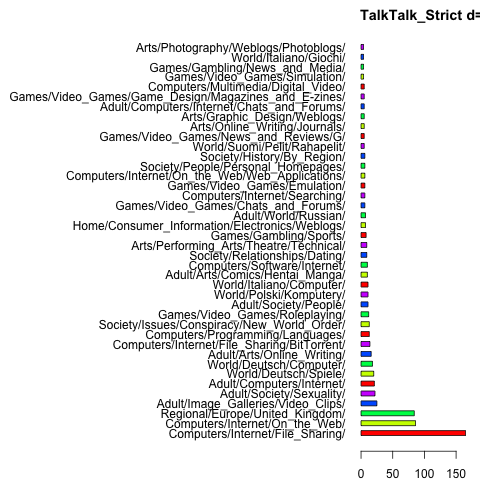 TalkTalk_Strict d=
Arts/Photography/Weblogs/Photoblogs/
World/Italiano/Giochi/
Games/Gambling/News_and_Media/
Games/Video_Games/Simulation/
Computers/Multimedia/Digital_Video/
Games/Video_Games/Game_Design/Magazines_and_E-zines/
Adult/Computers/Internet/Chats_and_Forums/
Arts/Graphic_Design/Weblogs/
Arts/Online_Writing/Journals/
Games/Video_Games/News_and_Reviews/G/
World/Suomi/Pelit/Rahapelit/
Society/History/By_Region/
Society/People/Personal_Homepages/
Computers/Internet/On_the_Web/Web_Applications/
Games/Video_Games/Emulation/
Computers/Internet/Searching/
Games/Video_Games/Chats_and_Forums/
Adult/World/Russian/
Home/Consumer_Information/Electronics/Weblogs/
Games/Gambling/Sports/
Arts/Performing_Arts/Theatre/Technical/
Society/Relationships/Dating/
Computers/Software/Internet/
Adult/Arts/Comics/Hentai_Manga/
World/Italiano/Computer/
World/Polski/Komputery/
Adult/Society/People/
Games/Video_Games/Roleplaying/
Society/Issues/Conspiracy/New_World_Order/
Computers/Programming/Languages/
Computers/Internet/File_Sharing/BitTorrent/
Adult/Arts/Online_Writing/
World/Deutsch/Computer/
World/Deutsch/Spiele/
Adult/Computers/Internet/
Adult/Society/Sexuality/
Adult/Image_Galleries/Video_Clips/
Regional/Europe/United_Kingdom/
Computers/Internet/On_the_Web/
Computers/Internet/File_Sharing/
0 50 100 150